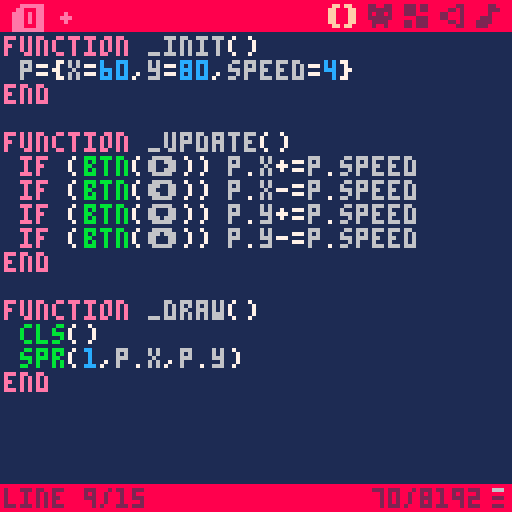 0 +
FUNCTION _INIT()
 P={X=60,Y=80,SPEED=4}
END

FUNCTION _UPDATE()
 IF (BTN(➡️)) P.X+=P.SPEED
 IF (BTN(⬅️)) P.X-=P.SPEED
 IF (BTN(⬇️)) P.Y+=P.SPEED
 IF (BTN(⬆️)) P.Y-=P.SPEED
END

FUNCTION _DRAW()
 CLS()
 SPR(1,P.X,P.Y)
END
LINE 9/15 70/8192